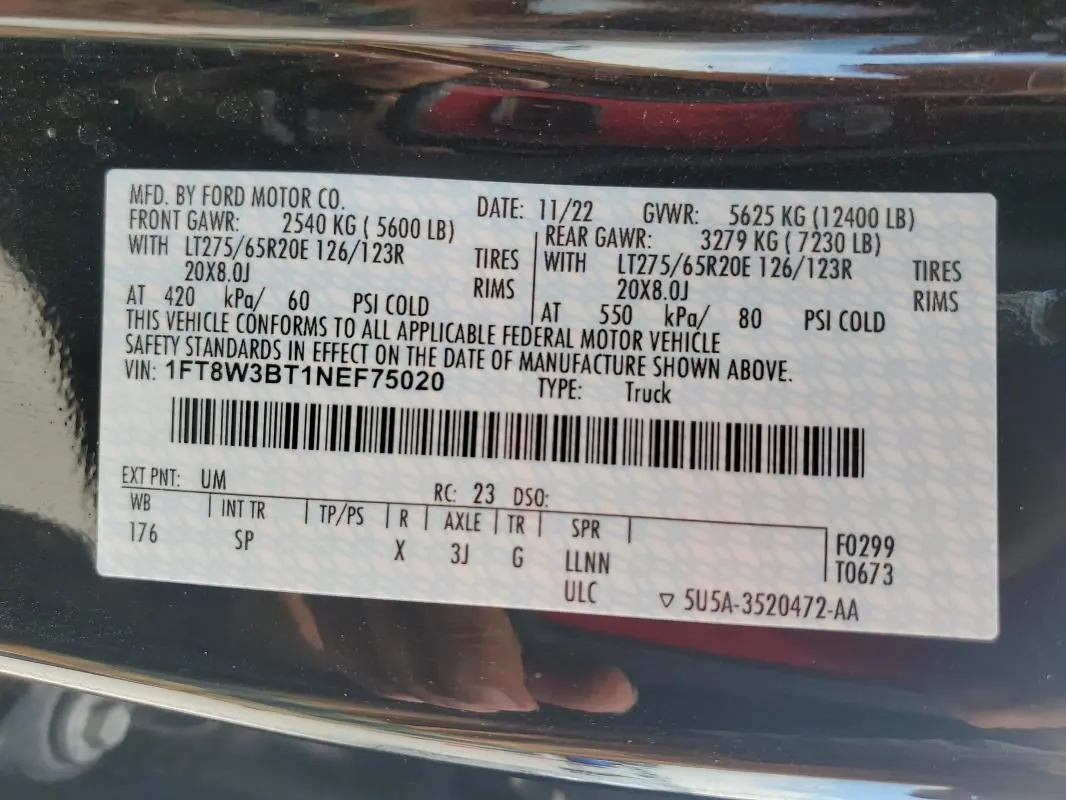 MFD. BY FORD MOTOR CO. DATE: 11/22 GVWR: 5625 KG (12400 LB)
FRONT GAWR: 2540 KG ( 5600 LB) REAR GAWR: 3279 KG ( 7230 LB)
WITH LT275/65R20E 126/123R TIRES WITH LT275/65R20E 126/123R TIRES
20X8.0J RIMS 20X8.0J RIMS
AT 420 kPa/ 60 PSI COLD AT 550 kPa/ 80 PSI COLD
THIS VEHICLE CONFORMS TO ALL APPLICABLE FEDERAL MOTOR VEHICLE
SAFETY STANDARDS IN EFFECT ON THE DATE OF MANUFACTURE SHOWN ABOVE.
VIN: 1FT8W3BT1NEF75020 TYPE: Truck
EXT PNT: UM RC: 23 DSO:
WB INT TR TP/PS R AXLE TR SPR
176 SP X 3J G LLNN F0299
ULC T0673
5U5A-3520472-AA